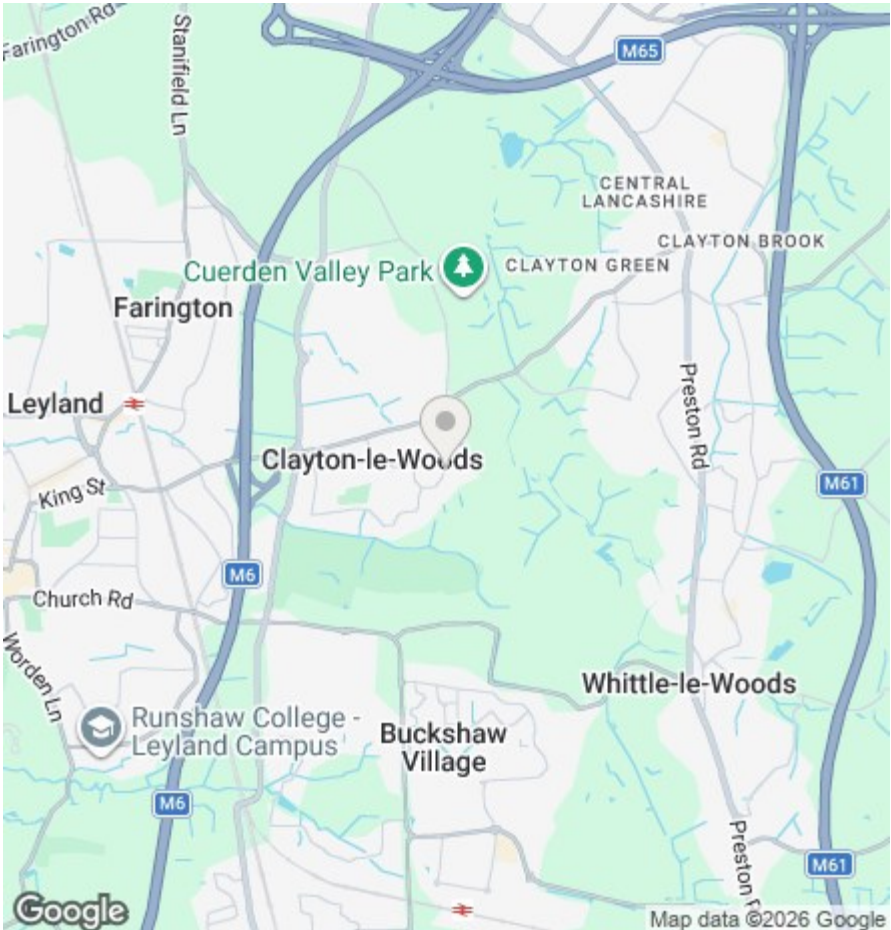 Farington Rd
Stanifield Ln
M65
CENTRAL
LANCASHIRE
CLAYTON BROOK
Cuerden Valley Park
CLAYTON GREEN
Farington
Leyland
Preston Rd
Clayton-le-Woods
King St
M61
M6
Church Rd
Worden Ln
Whittle-le-Woods
Runshaw College -
Leyland Campus
Buckshaw
Village
M6
Preston R
M61
Google
Map data ©2026 Google